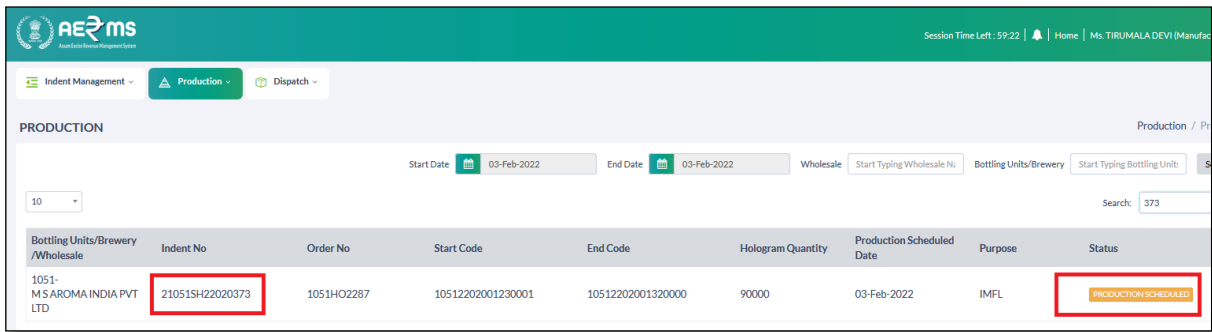 AE₹MS
Assam Excise Revenue Management System
Session Time Left : 59:22 | Home | Ms. TIRUMALA DEVI (Manufac
Indent Management Production Dispatch
PRODUCTION
Production / Pr
Start Date 03-Feb-2022 End Date 03-Feb-2022 Wholesale Start Typing Wholesale Na Bottling Units/Brewery Start Typing Bottling Unit: S
10 Search: 373
Bottling Units/Brewery /Wholesale Indent No Order No Start Code End Code Hologram Quantity Production Scheduled Date Purpose Status
1051-
M S AROMA INDIA PVT LTD 21051SH22020373 1051HO2287 10512202001230001 10512202001320000 90000 03-Feb-2022 IMFL PRODUCTION SCHEDULED